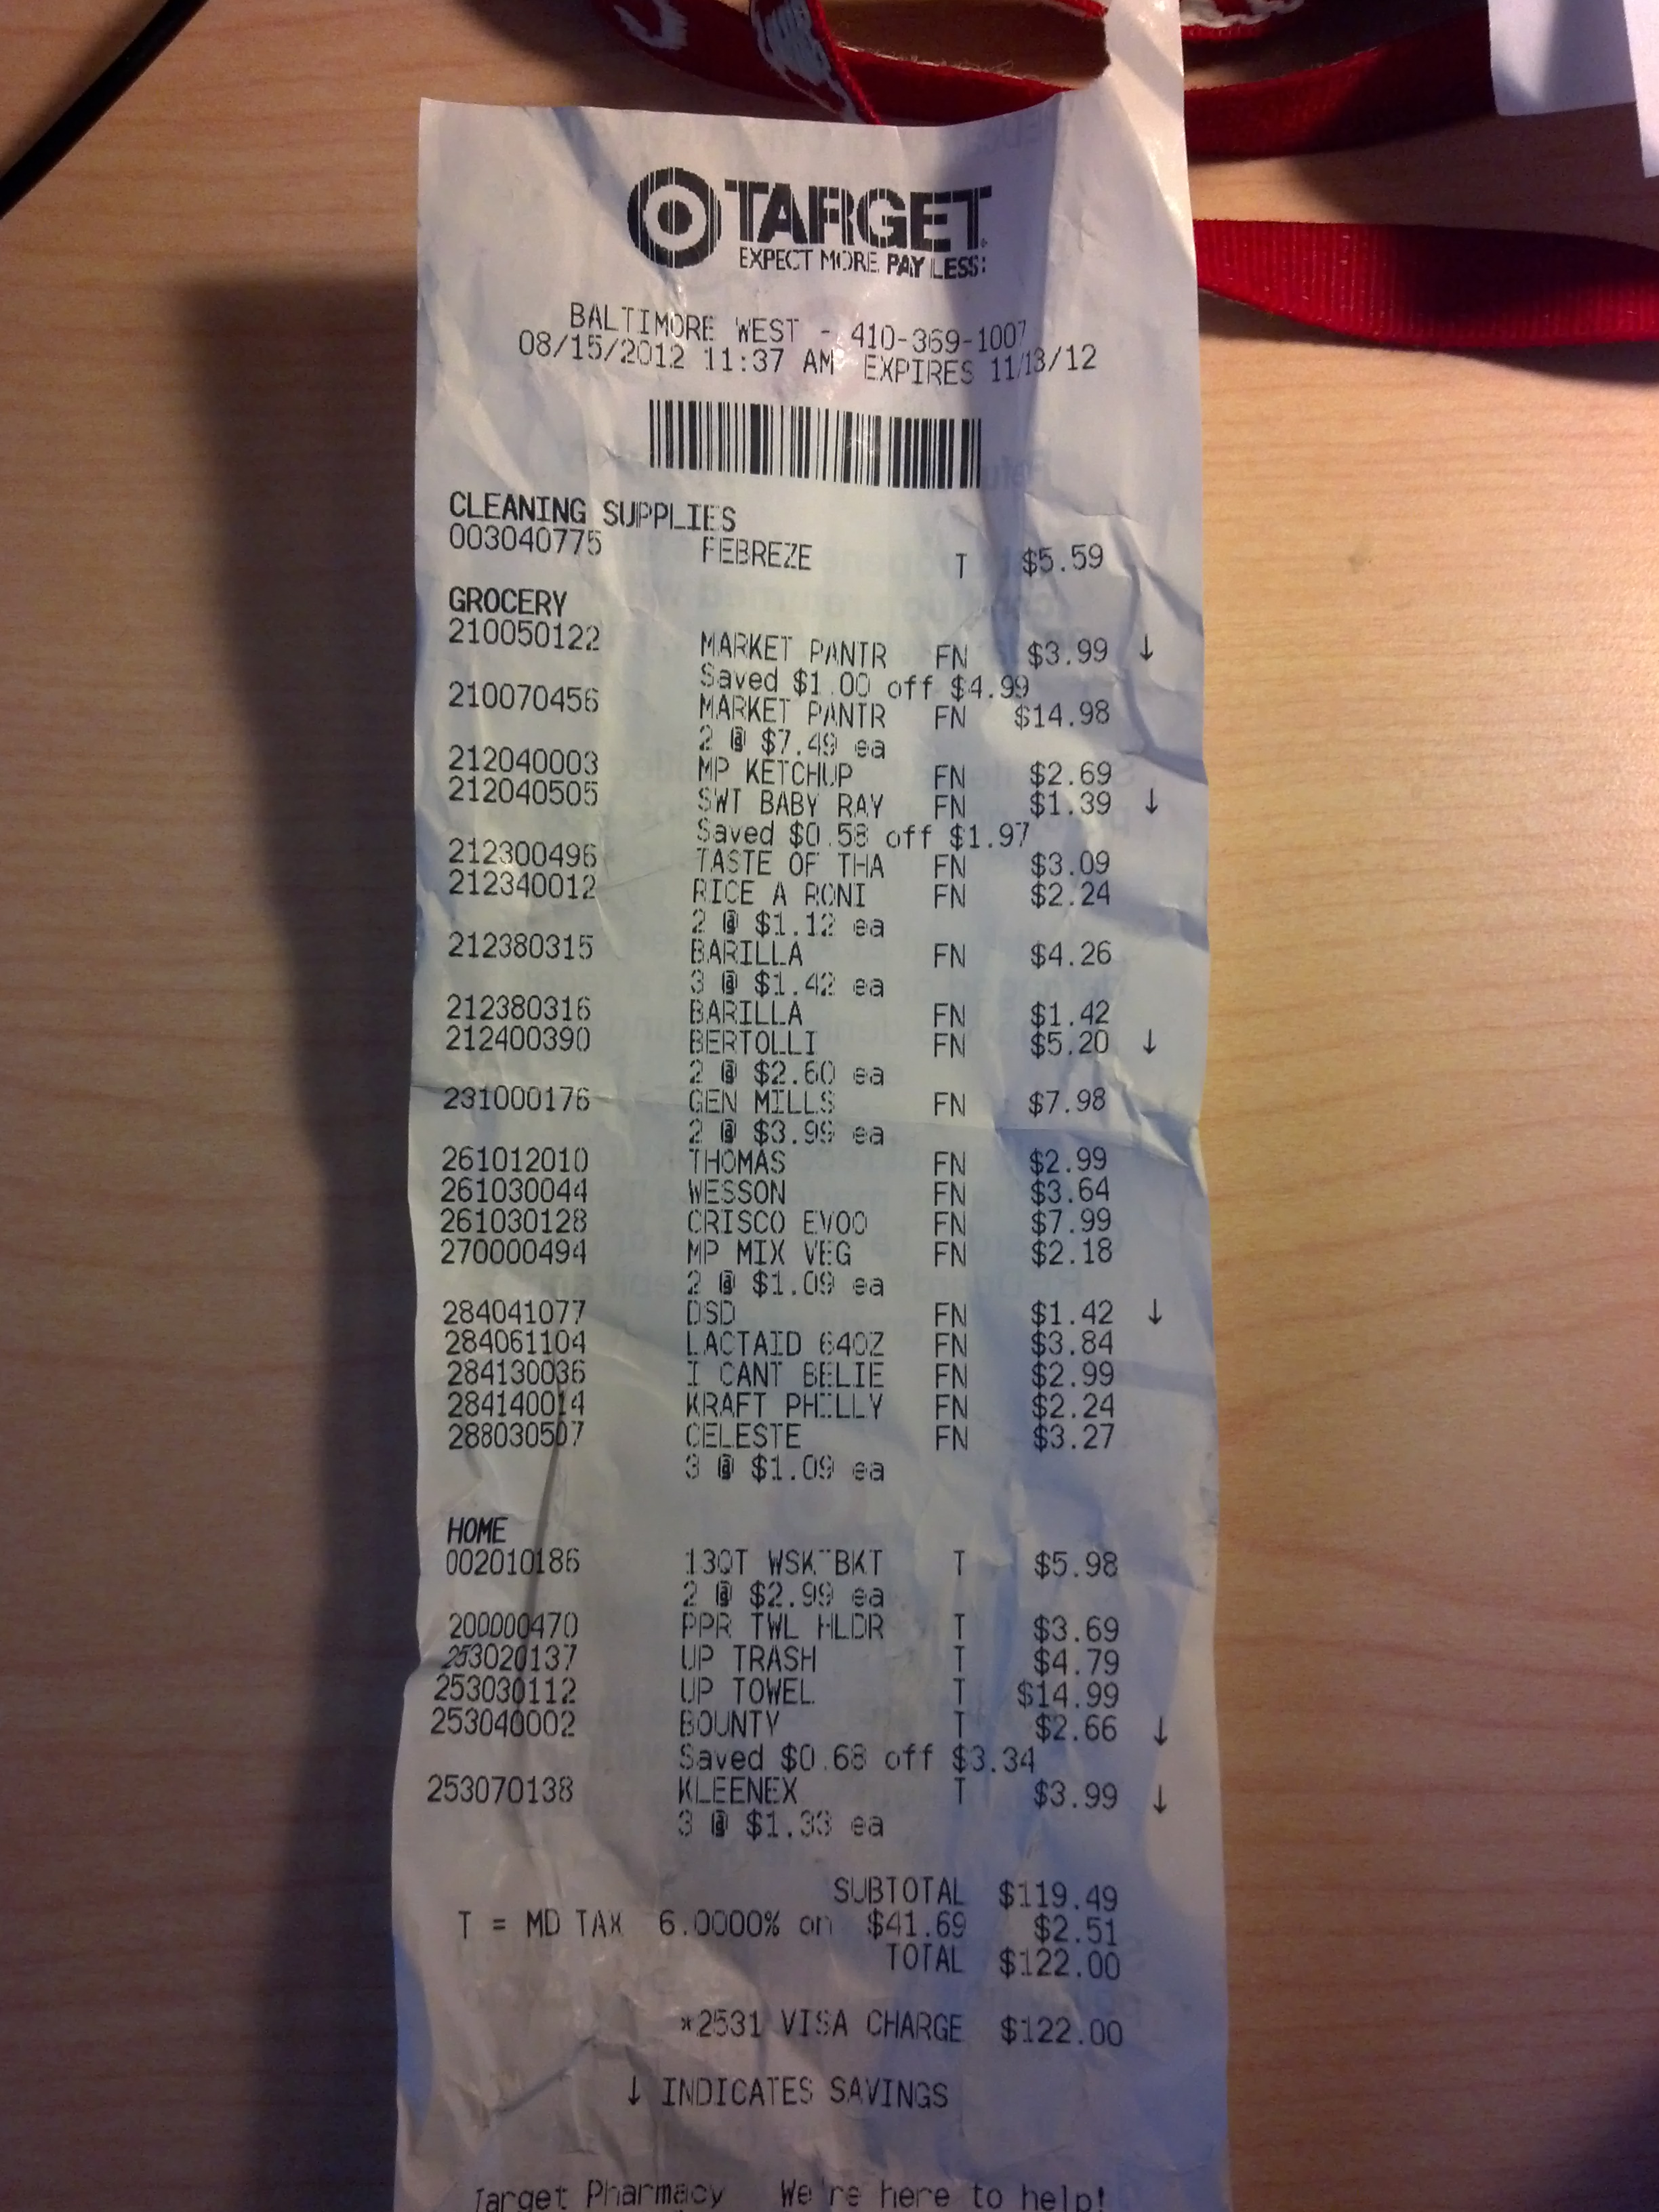 TARGET
EXPECT MORE PAY LESS.
BALTIMORE WEST - 410-369-1007
08/15/2012 11:37 AM EXPIRES 11/13/12
CLEANING SUPPLIES
003040775 FEBREZE T $5.59
GROCERY
210050122 MARKET PANTR FN $3.99 ↓
Saved $1.00 off $4.99
210070456 MARKET PANTR FN $14.98
2 @ $7.49 ea
212040003 MP KETCHUP FN $2.69
212040505 SWT BABY RAY FN $1.39 ↓
Saved $0.58 off $1.97
212300496 TASTE OF THA FN $3.09
212340012 RICE A RONI FN $2.24
2 @ $1.12 ea
212380315 BARILLA FN $4.26
3 @ $1.42 ea
212380316 BARILLA FN $1.42
212400390 BERTOLLI FN $5.20 ↓
2 @ $2.60 ea
231000176 GEN MILLS FN $7.98
2 @ $3.99 ea
261012010 THOMAS FN $2.99
261030044 WESSON FN $3.64
261030128 CRISCO EVOO FN $7.99
270000494 MP MIX VEG FN $2.18
2 @ $1.09 ea
284041077 DSD FN $1.42 ↓
284061104 LACTAID 64OZ FN $3.84
284130036 I CANT BELIE FN $2.99
284140014 KRAFT PHILLY FN $2.24
288030507 CELESTE FN $3.27
3 @ $1.09 ea
HOME
002010186 13QT WSKTBKT T $5.98
2 @ $2.99 ea
200000470 PPR TWL HLDR T $3.69
253020137 UP TRASH T $4.79
253030112 UP TOWEL T $14.99
253040002 BOUNTY T $2.66 ↓
Saved $0.68 off $3.34
253070138 KLEENEX T $3.99 ↓
3 @ $1.33 ea
SUBTOTAL $119.49
T = MD TAX 6.0000% on $41.69 $2.51
TOTAL $122.00
*2531 VISA CHARGE $122.00
↓ INDICATES SAVINGS
Target Pharmacy We're here to help!